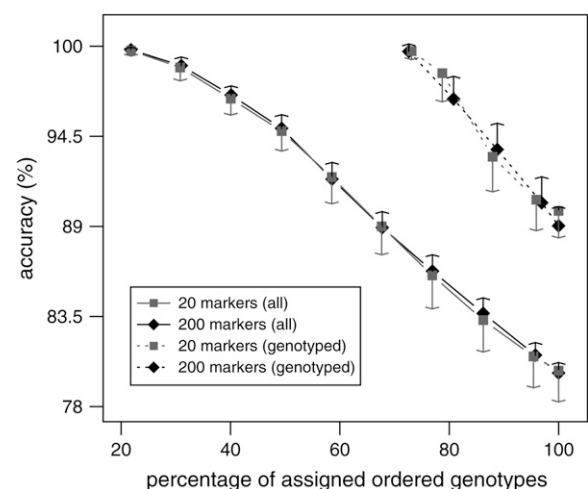 100
94.5
89
83.5
78
accuracy (%)
20 markers (all)
200 markers (all)
20 markers (genotyped)
200 markers (genotyped)
20 40 60 80 100
percentage of assigned ordered genotypes